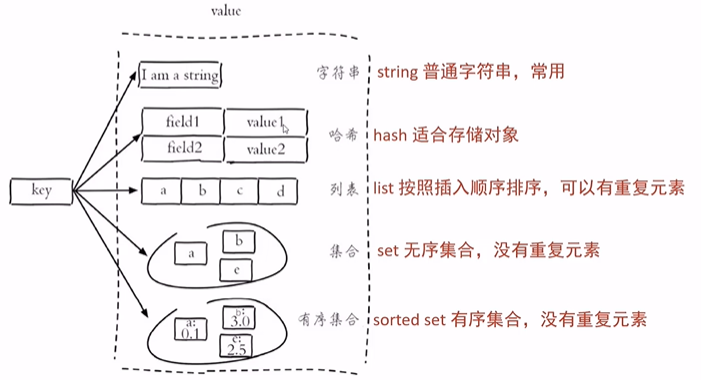 value
I am a string 字符串 string 普通字符串，常用
field1 value1 哈希 hash 适合存储对象
field2 value2
key a b c d 列表 list 按照插入顺序排序，可以有重复元素
a b c 集合 set 无序集合，没有重复元素
a: 0.1 b: 3.0 c: 2.5 有序集合 sorted set 有序集合，没有重复元素